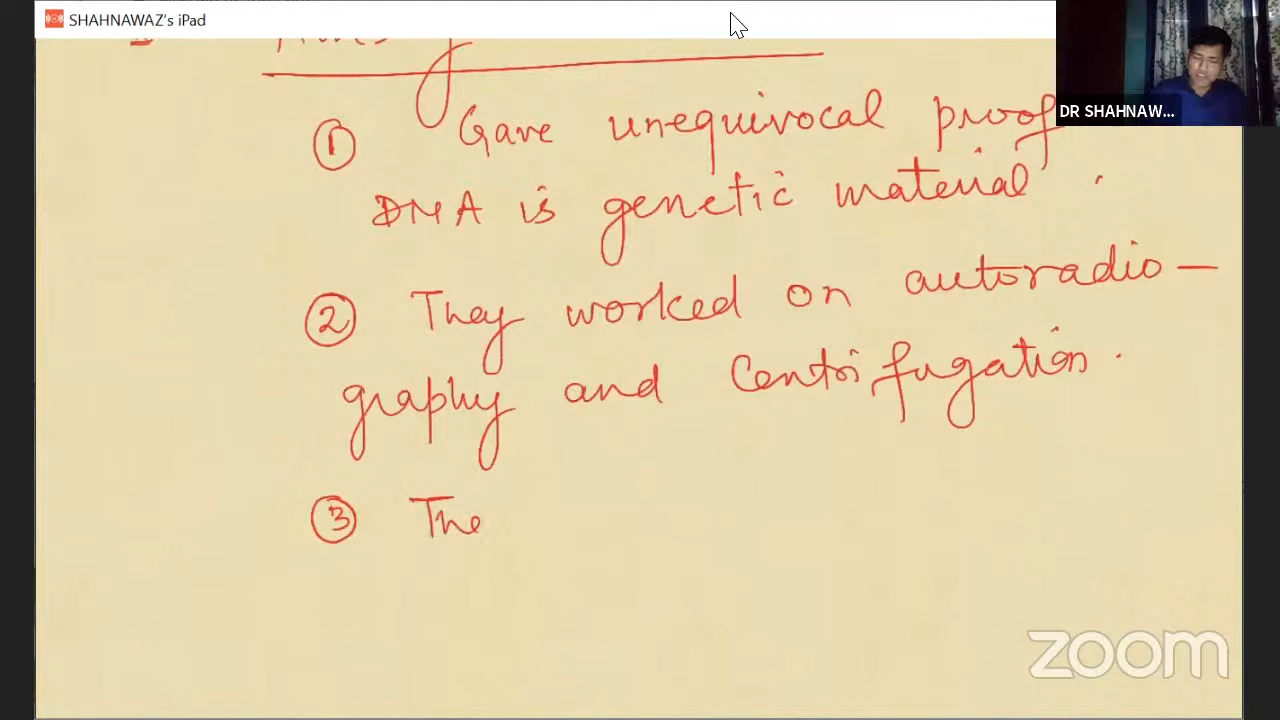 SHAHNAWAZ's iPad
DR SHAHNAW...
① Gave unequivocal proof
DNA is genetic material .
② They worked on autoradio –
graphy and Centrifugation .
③ The
zoom